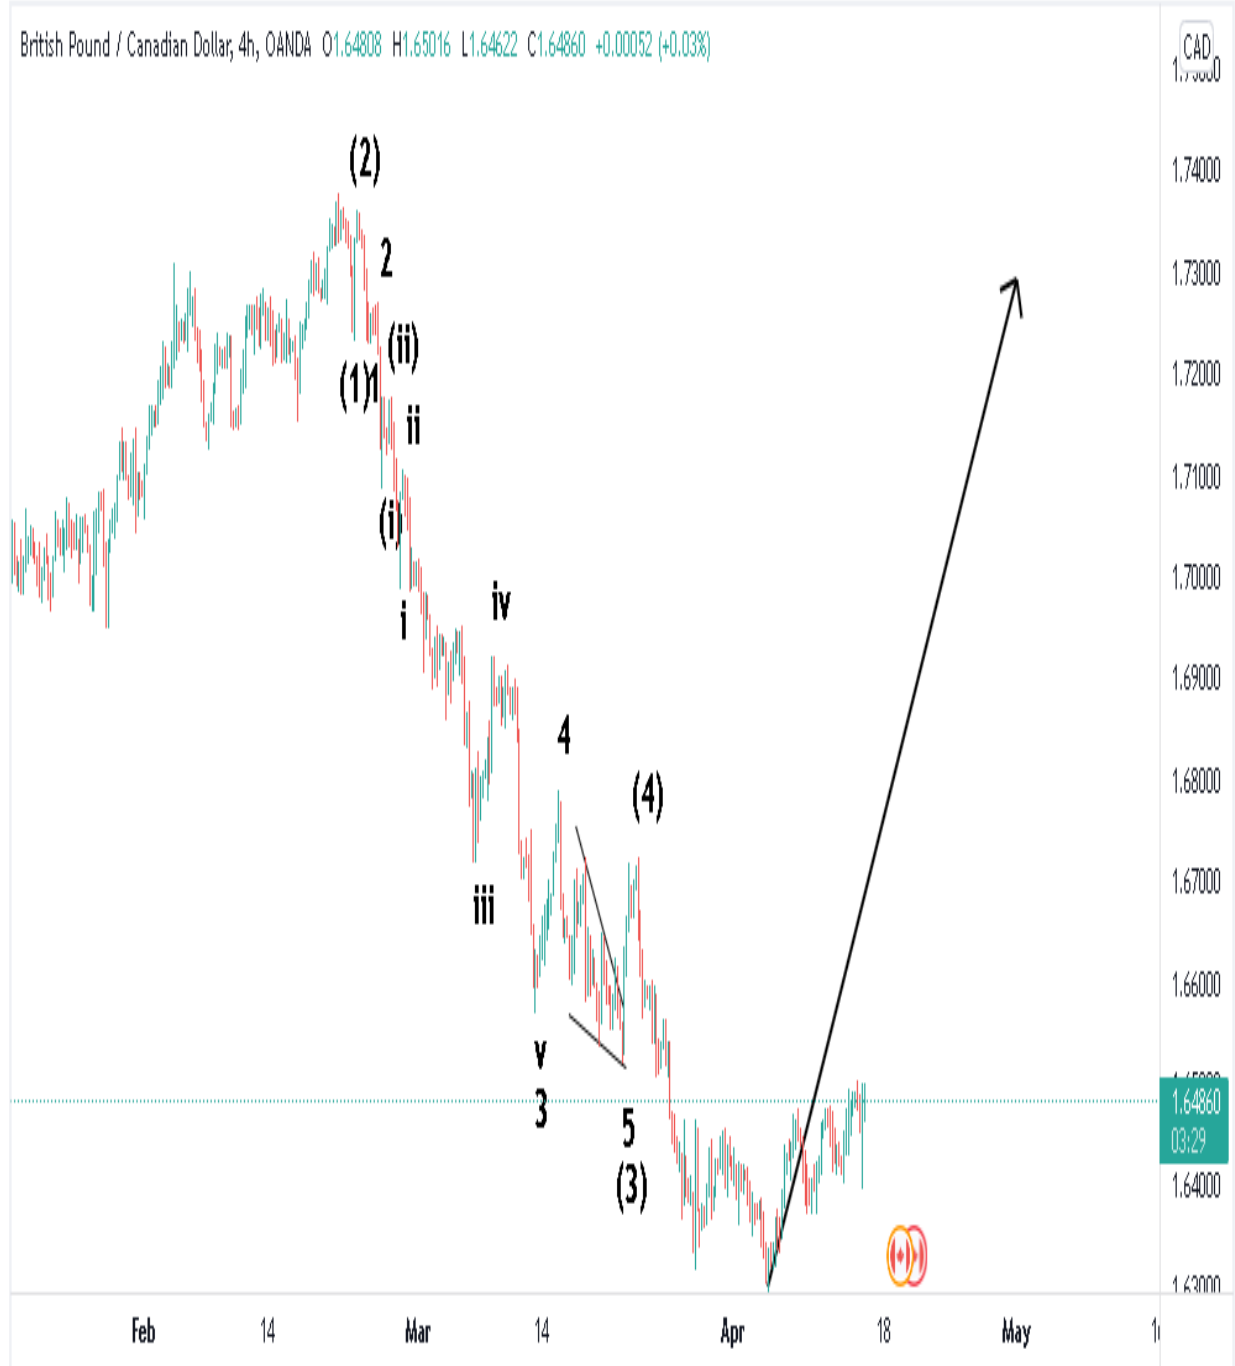 British Pound / Canadian Dollar, 4h, OANDA O1.64808 H1.65016 L1.64622 C1.64860 +0.00052 (+0.03%)
CAD
1.74000
1.73000
1.72000
1.71000
1.70000
1.69000
1.68000
1.67000
1.66000
1.64860
03:29
1.64000
1.63000
(2)
2
(ii)
(1)1
ii
(i)
i
iv
4
(4)
iii
v
3
5
(3)
Feb 14 Mar 14 Apr 18 May